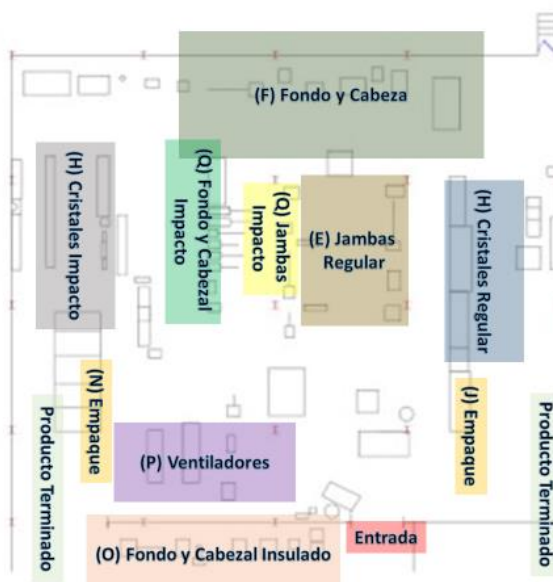 (F) Fondo y Cabeza
(H) Cristales Impacto
(Q) Fondo y Cabezal
Impacto
(Q) Jambas
Impacto
(E) Jambas
Regular
(H) Cristales Regular
(N) Empaque
(J) Empaque
Producto Terminado
Producto Terminado
(P) Ventiladores
(O) Fondo y Cabezal Insulado
Entrada